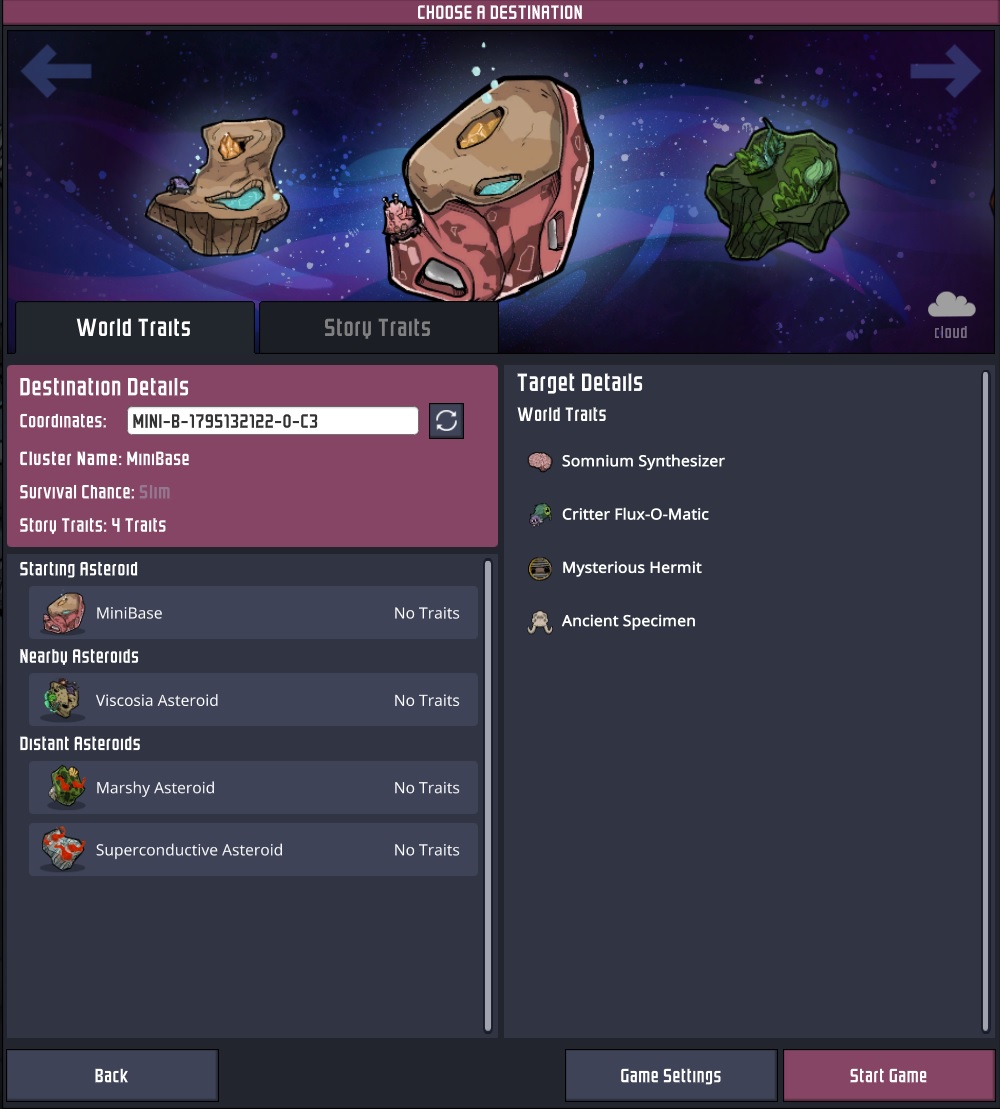 CHOOSE A DESTINATION
cloud
World Traits
Story Traits
Destination Details
Coordinates: MINI-B-1795132122-0-C3
Cluster Name: MiniBase
Survival Chance: Slim
Story Traits: 4 Traits
Starting Asteroid
MiniBase No Traits
Nearby Asteroids
Viscosia Asteroid No Traits
Distant Asteroids
Marshy Asteroid No Traits
Superconductive Asteroid No Traits
Target Details
World Traits
Somnium Synthesizer
Critter Flux-O-Matic
Mysterious Hermit
Ancient Specimen
Back
Game Settings
Start Game